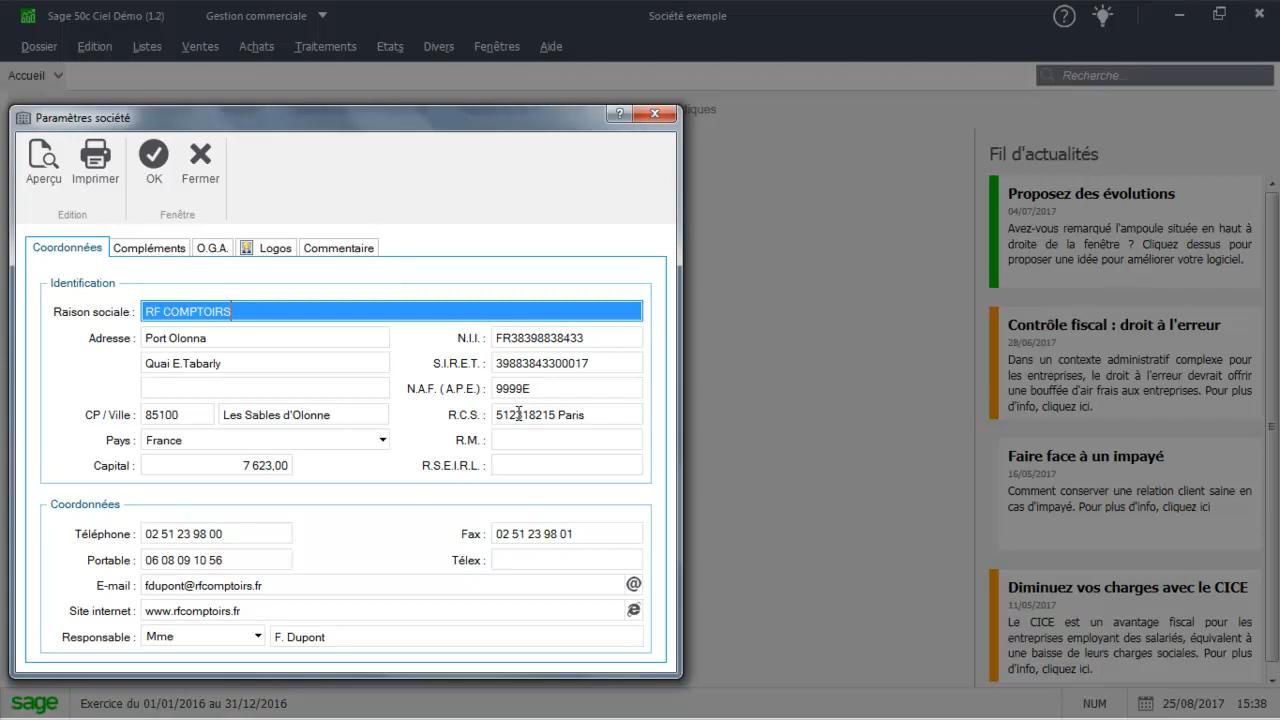 Sage 50c Ciel Démo (1.2)
Gestion commerciale
Société exemple
Dossier Edition Listes Ventes Achats Traitements Etats Divers Fenêtres Aide
Accueil
Recherche...
Paramètres société
Aperçu Imprimer OK Fermer
Edition Fenêtre
Coordonnées Compléments O.G.A. Logos Commentaire
Identification
Raison sociale : RF COMPTOIRS
Adresse : Port Olonna
N.I.I. : FR38398838433
Quai E.Tabarly
S.I.R.E.T. : 39883843300017
N.A.F. ( A.P.E.) : 9999E
CP / Ville : 85100 Les Sables d'Olonne
R.C.S. : Paris
Pays : France
R.M. :
Capital : 7 623,00
R.S.E.I.R.L. :
Coordonnées
Téléphone : 02 51 23 98 00
Fax : 02 51 23 98 01
Portable : 06 08 09 10 56
Télex :
E-mail : fdupont@rfcomptoirs.fr
Site internet : www.rfcomptoirs.fr
Responsable : Mme F. Dupont
Fil d'actualités
Proposez des évolutions
04/07/2017
Avez-vous remarqué l'ampoule située en haut à
droite de la fenêtre ? Cliquez dessus pour
proposer une idée pour améliorer votre logiciel.
Contrôle fiscal : droit à l'erreur
28/06/2017
Dans un contexte administratif complexe pour
les entreprises, le droit à l'erreur devrait offrir
une bouffée d'air frais aux entreprises. Pour plus
d'info, cliquez ici.
Faire face à un impayé
16/05/2017
Comment conserver une relation client saine en
cas d'impayé. Pour plus d'info, cliquez ici
Diminuez vos charges avec le CICE
11/05/2017
Le CICE est un avantage fiscal pour les
entreprises employant des salariés, équivalent à
une baisse de leurs charges sociales. Pour plus
d'info, cliquez ici.
sage
Exercice du 01/01/2016 au 31/12/2016
NUM
25/08/2017
15:38